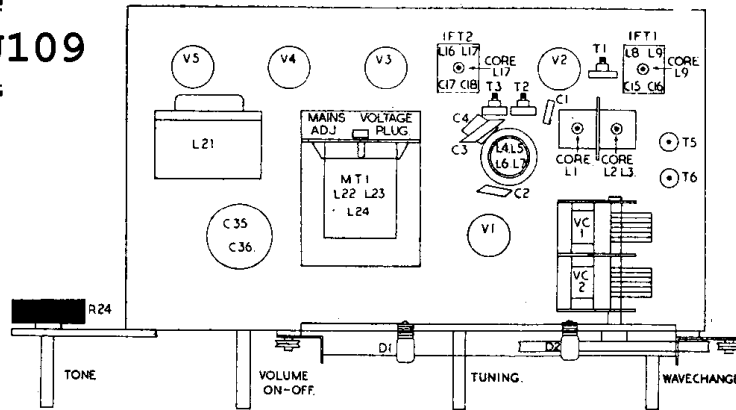 J109
IFT2
L16 L17
CORE
L17
C17 C18
V5
V4
V3
V2
T1
IFT1
L8 L9
CORE
L9
C15 C16
T3 T2
C1
MAINS VOLTAGE
ADJ PLUG.
C4
C3
L21
L4 L5
L6 L7
CORE
L1
CORE
L2 L3.
T5
T6
MT1
L22 L23
L24
C2
C35
C36.
V1
VC
1
VC
2
R24
D1
D2
TONE
VOLUME
ON-OFF.
TUNING.
WAVECHANGE